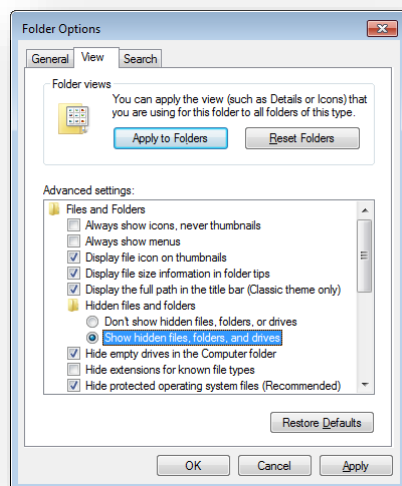 Folder Options
General
View
Search
Folder views
You can apply the view (such as Details or Icons) that
you are using for this folder to all folders of this type.
Apply to Folders
Reset Folders
Advanced settings:
Files and Folders
Always show icons, never thumbnails
Always show menus
Display file icon on thumbnails
Display file size information in folder tips
Display the full path in the title bar (Classic theme only)
Hidden files and folders
Don't show hidden files, folders, or drives
Show hidden files, folders, and drives
Hide empty drives in the Computer folder
Hide extensions for known file types
Hide protected operating system files (Recommended)
Restore Defaults
OK
Cancel
Apply